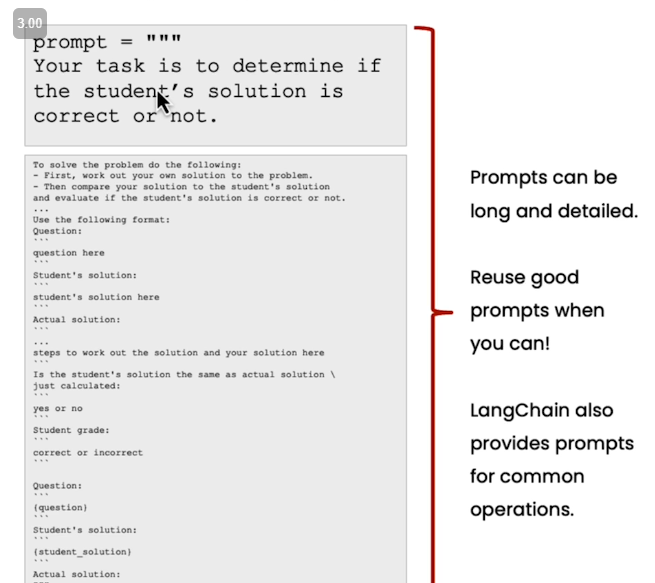 3.00
prompt = """
Your task is to determine if
the student's solution is
correct or not.
To solve the problem do the following:
- First, work out your own solution to the problem.
- Then compare your solution to the student's solution
and evaluate if the student's solution is correct or not.
...
Use the following format:
Question:
```
question here
```
Student's solution:
```
student's solution here
```
Actual solution:
```
...
steps to work out the solution and your solution here
```
Is the student's solution the same as actual solution \
just calculated:
```
yes or no
```
Student grade:
```
correct or incorrect
```
Question:
```
{question}
```
Student's solution:
```
{student_solution}
```
Actual solution:
Prompts can be
long and detailed.
Reuse good
prompts when
you can!
LangChain also
provides prompts
for common
operations.